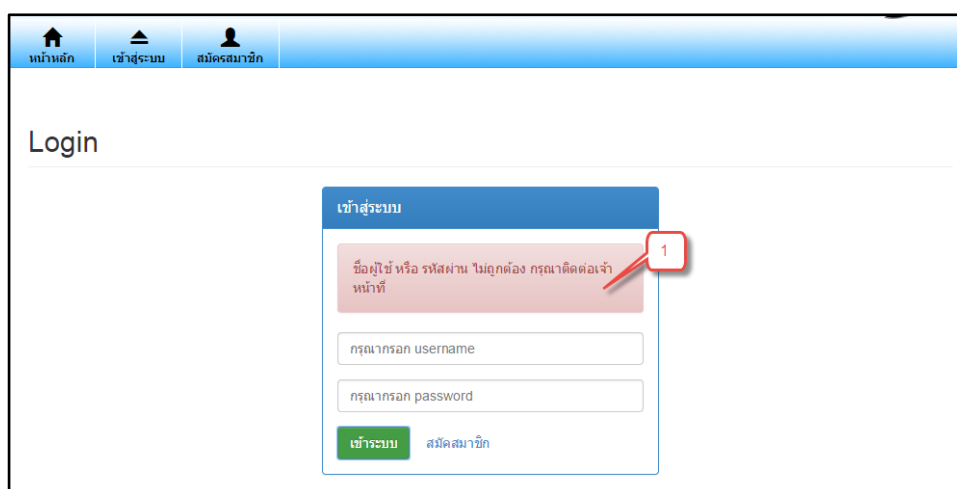 หน้าหลัก เข้าสู่ระบบ สมัครสมาชิก
Login
เข้าสู่ระบบ
1
ชื่อผู้ใช้ หรือ รหัสผ่าน ไม่ถูกต้อง กรุณาติดต่อเจ้า
หน้าที่
กรุณากรอก username
กรุณากรอก password
เข้าระบบ สมัคสมาชิก